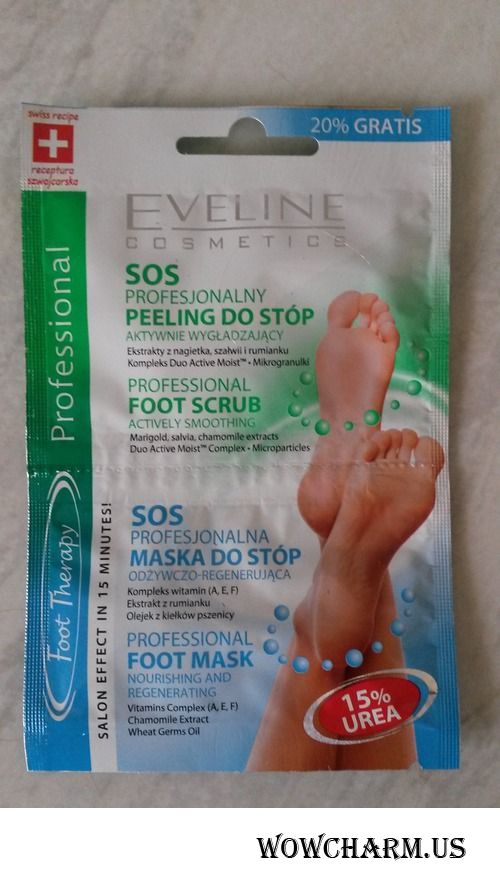 swiss recipe
receptura
szwajcarska
20% GRATIS
EVELINE
COSMETICS
SOS
PROFESJONALNY
PEELING DO STÓP
AKTYWNIE WYGŁADZAJĄCY
Ekstrakty z nagietka, szałwii i rumianku
Kompleks Duo Active Moist™ • Mikrogranulki
PROFESSIONAL
FOOT SCRUB
ACTIVELY SMOOTHING
Marigold, salvia, chamomile extracts
Duo Active Moist™ Complex • Microparticles
Professional
Foot Therapy
SALON EFFECT IN 15 MINUTES!
SOS
PROFESJONALNA
MASKA DO STÓP
ODŻYWCZO-REGENERUJĄCA
Kompleks witamin (A, E, F)
Ekstrakt z rumianku
Olejek z kiełków pszenicy
PROFESSIONAL
FOOT MASK
NOURISHING AND
REGENERATING
Vitamins Complex (A, E, F)
Chamomile Extract
Wheat Germs Oil
15%
UREA
WOWCHARM.US